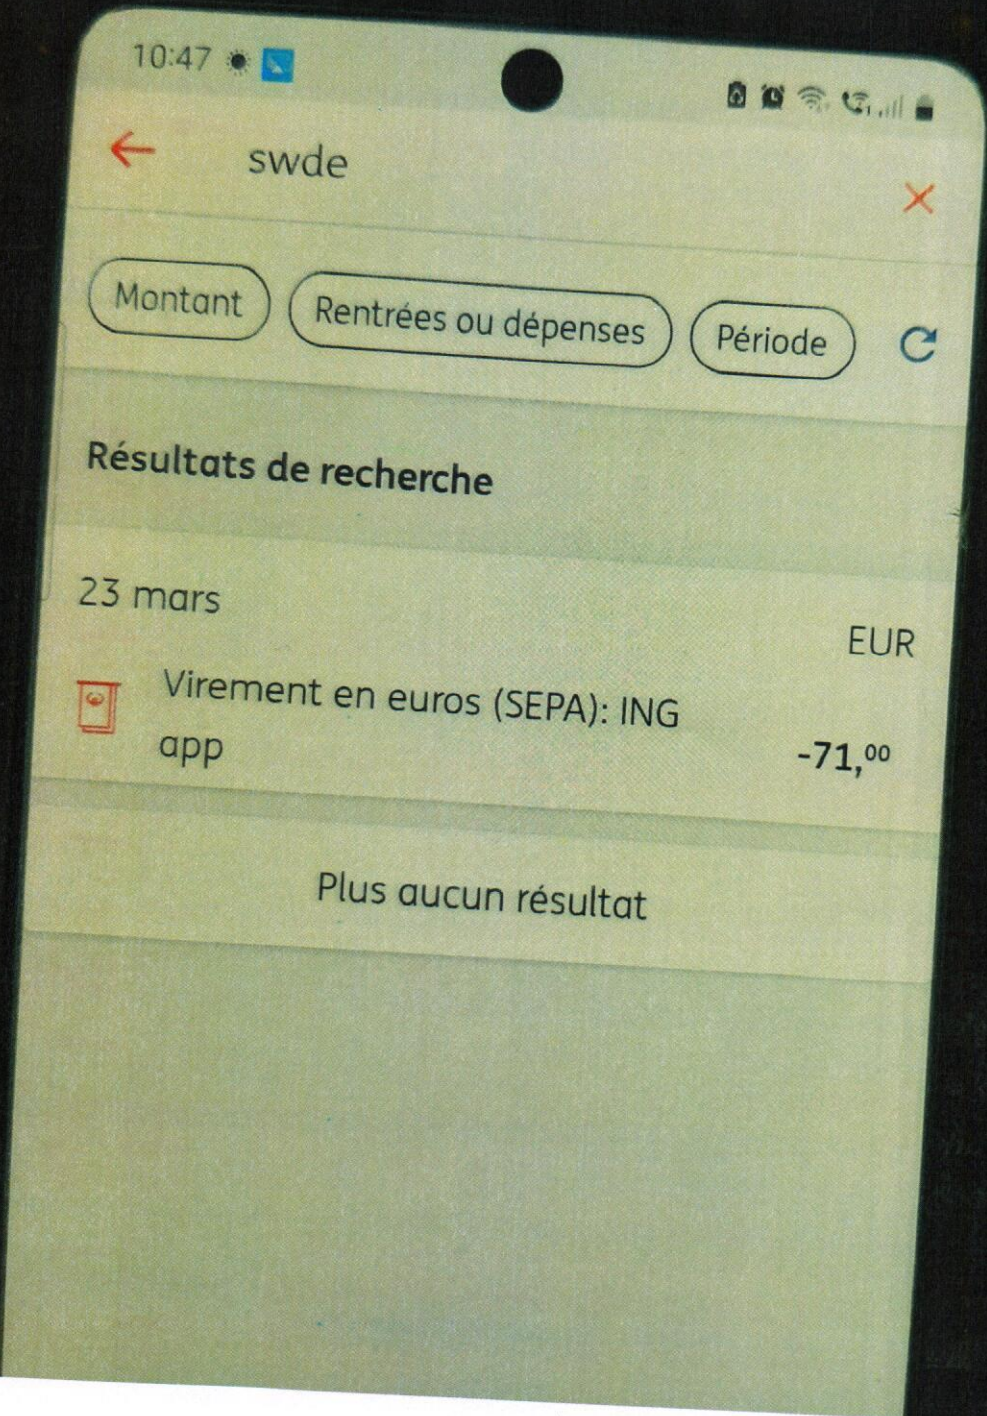 10:47
swde
Montant
Rentrées ou dépenses
Période
Résultats de recherche
23 mars
EUR
Virement en euros (SEPA): ING
app
-71,00
Plus aucun résultat